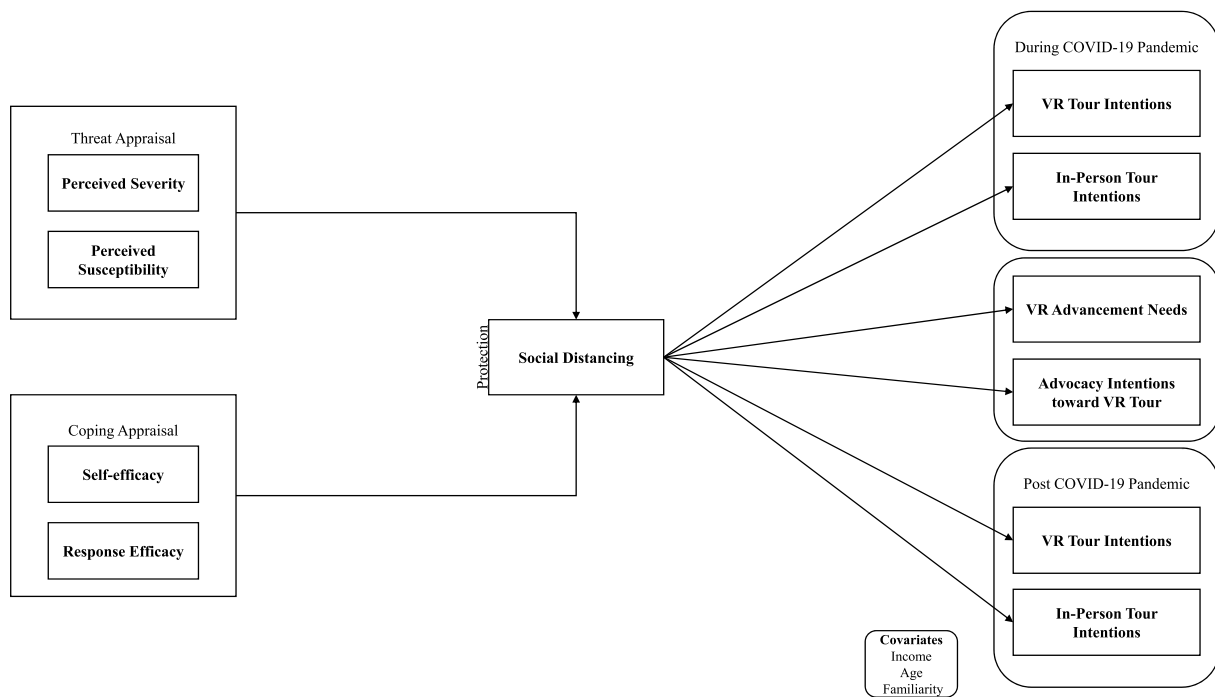 Threat Appraisal
Perceived Severity
Perceived
Susceptibility
Coping Appraisal
Self-efficacy
Response Efficacy
Protection
Social Distancing
During COVID-19 Pandemic
VR Tour Intentions
In-Person Tour
Intentions
VR Advancement Needs
Advocacy Intentions
toward VR Tour
Post COVID-19 Pandemic
VR Tour Intentions
In-Person Tour
Intentions
Covariates
Income
Age
Familiarity